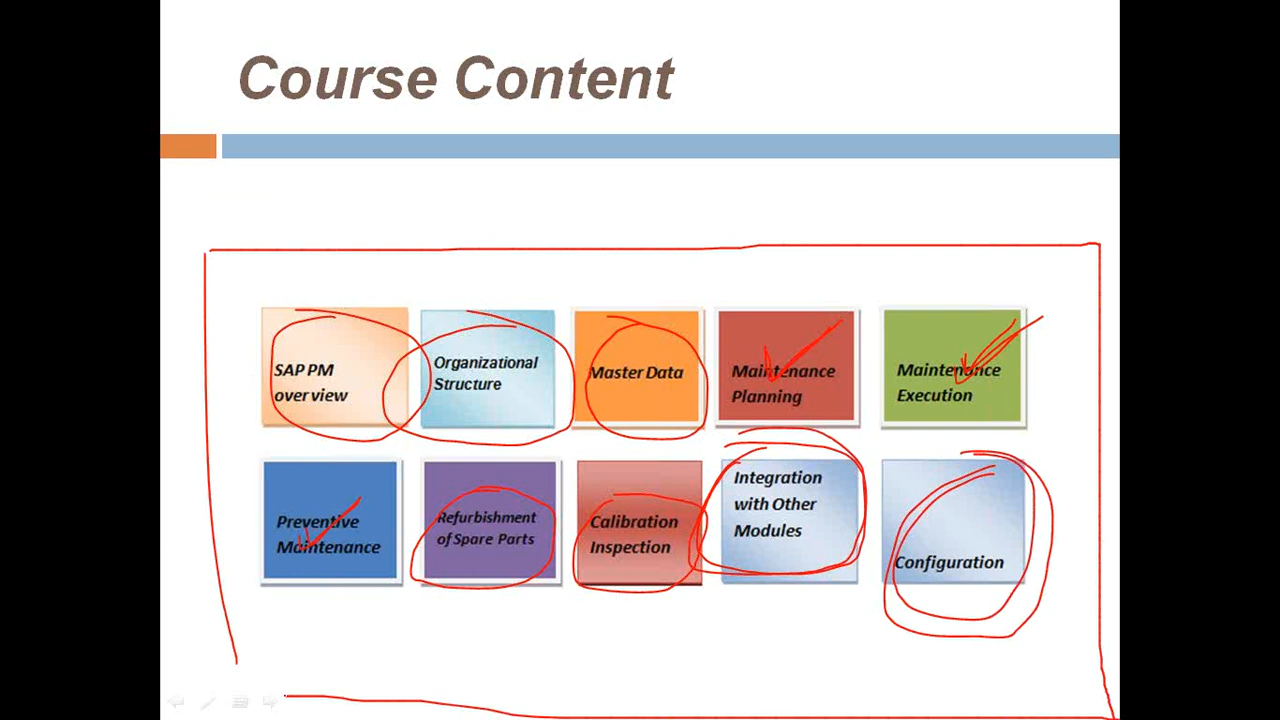 Course Content
SAP PM
overview
Organizational
Structure
Master Data
Maintenance
Planning
Maintenance
Execution
Preventive
Maintenance
Refurbishment
of Spare Parts
Calibration
Inspection
Integration
with Other
Modules
Configuration